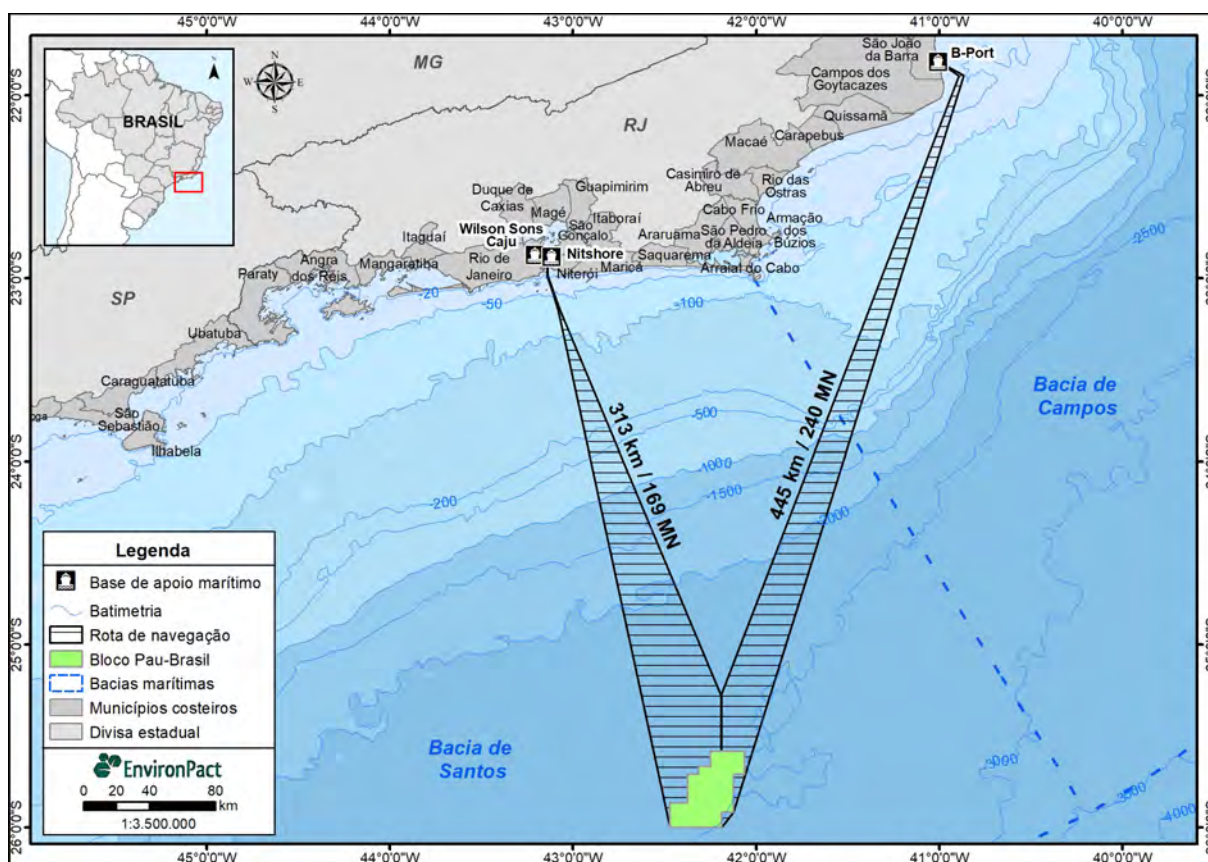 45°0'0"W 44°0'0"W 43°0'0"W 42°0'0"W 41°0'0"W 40°0'0"W
BRASIL
N
N
W E
S
MG
RJ
SP
São João
da Barra
B-Port
Campos dos
Goytacazes
Quissamã
Carapebus
Macaé
Casimiro de
Abreu
Rio das
Ostras
Cabo Frio
Armação
dos
Búzios
São Pedro
da Aldeia
Araruama
Saquarema
Arraial do Cabo
Duque de
Caxias
Guapimirim
Magé
Itaboraí
São
Gonçalo
Wilson Sons
Caju
Nitshore
Itaguaí
Rio de
Janeiro
Niterói
Maricá
Mangaratiba
Angra
dos Reis
Paraty
Ubatuba
Caraguatatuba
São
Sebastião
Ilhabela
22°0'0"S
23°0'0"S
24°0'0"S
25°0'0"S
26°0'0"S
-20
-50
-100
-200
-500
-1000
-1500
-2000
-2500
-3000
-3500
-4000
313 km / 169 MN
445 km / 240 MN
Bacia de
Campos
Bacia de
Santos
Legenda
Base de apoio marítimo
Batimetria
Rota de navegação
Bloco Pau-Brasil
Bacias marítimas
Municípios costeiros
Divisa estadual
EnvironPact
0 20 40 80
km
1:3.500.000
45°0'0"W 44°0'0"W 43°0'0"W 42°0'0"W 41°0'0"W 40°0'0"W